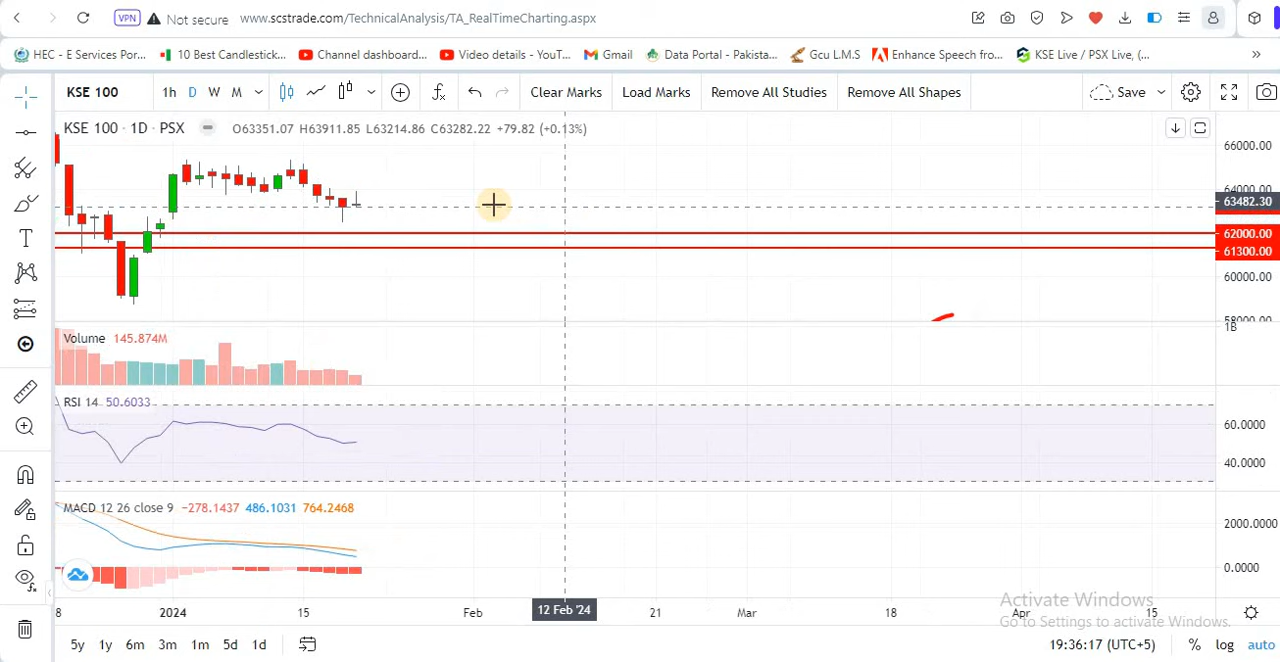 VPN Not secure www.scstrade.com/TechnicalAnalysis/TA_RealTimeCharting.aspx
HEC - E Services Por... 10 Best Candlestick... Channel dashboard... Video details - YouT... Gmail Data Portal - Pakista... Gcu L.M.S Enhance Speech fro... KSE Live / PSX Live, (... »
KSE 100 1h D W M Clear Marks Load Marks Remove All Studies Remove All Shapes Save
KSE 100 · 1D · PSX O63351.07 H63911.85 L63214.86 C63282.22 +79.82 (+0.13%)
66000.00
64000.00
63482.30
62000.00
61300.00
60000.00
58000.00
1B
Volume 145.874M
RSI 14 50.6033
60.0000
40.0000
MACD 12 26 close 9 −278.1437 486.1031 764.2468
2000.0000
0.0000
8 2024 15 Feb 12 Feb '24 21 Mar 18 Apr 15
Activate Windows
Go to Settings to activate Windows.
5y 1y 6m 3m 1m 5d 1d 19:36:17 (UTC+5) % log auto